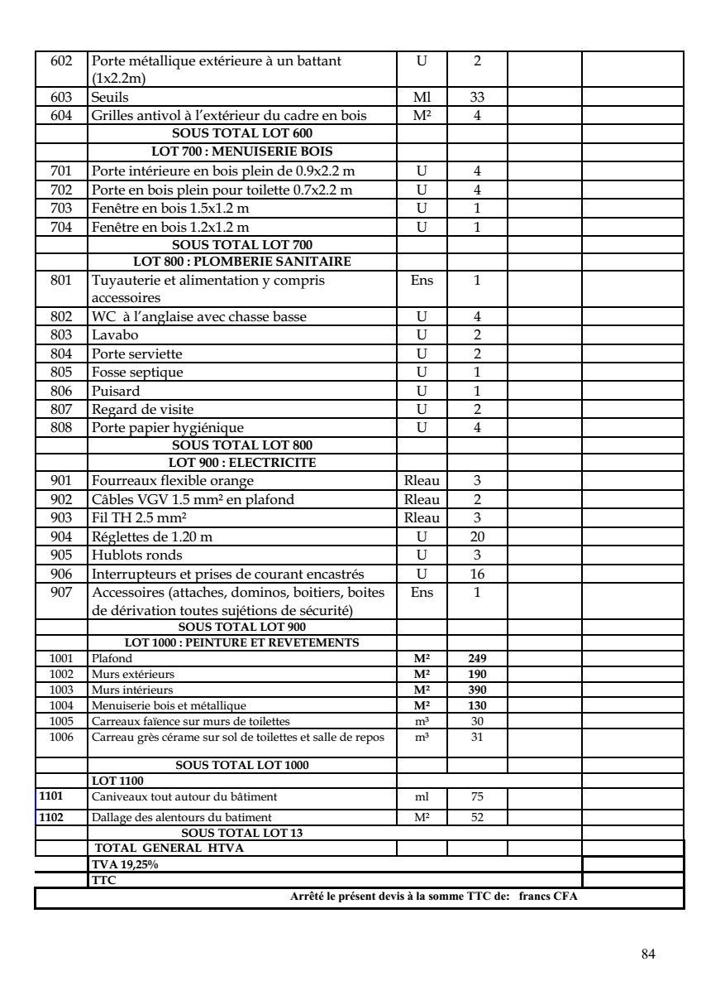 602 Porte métallique extérieure à un battant U 2
(1x2.2m)
603 Seuils Ml 33
604 Grilles antivol à l’extérieur du cadre en bois M² 4
SOUS TOTAL LOT 600
LOT 700 : MENUISERIE BOIS
701 Porte intérieure en bois plein de 0.9x2.2 m U 4
702 Porte en bois plein pour toilette 0.7x2.2 m U 4
703 Fenêtre en bois 1.5x1.2 m U 1
704 Fenêtre en bois 1.2x1.2 m U 1
SOUS TOTAL LOT 700
LOT 800 : PLOMBERIE SANITAIRE
801 Tuyauterie et alimentation y compris Ens 1
accessoires
802 WC à l’anglaise avec chasse basse U 4
803 Lavabo U 2
804 Porte serviette U 2
805 Fosse septique U 1
806 Puisard U 1
807 Regard de visite U 2
808 Porte papier hygiénique U 4
SOUS TOTAL LOT 800
LOT 900 : ELECTRICITE
901 Fourreaux flexible orange Rleau 3
902 Câbles VGV 1.5 mm² en plafond Rleau 2
903 Fil TH 2.5 mm² Rleau 3
904 Réglettes de 1.20 m U 20
905 Hublots ronds U 3
906 Interrupteurs et prises de courant encastrés U 16
907 Accessoires (attaches, dominos, boitiers, boites Ens 1
de dérivation toutes sujétions de sécurité)
SOUS TOTAL LOT 900
LOT 1000 : PEINTURE ET REVETEMENTS
1001 Plafond M² 249
1002 Murs extérieurs M² 190
1003 Murs intérieurs M² 390
1004 Menuiserie bois et métallique M² 130
1005 Carreaux faïence sur murs de toilettes m³ 30
1006 Carreau grès cérame sur sol de toilettes et salle de repos m³ 31
SOUS TOTAL LOT 1000
LOT 1100
1101 Caniveaux tout autour du bâtiment ml 75
1102 Dallage des alentours du batiment M² 52
SOUS TOTAL LOT 13
TOTAL GENERAL HTVA
TVA 19,25%
TTC
Arrêté le présent devis à la somme TTC de: francs CFA
84